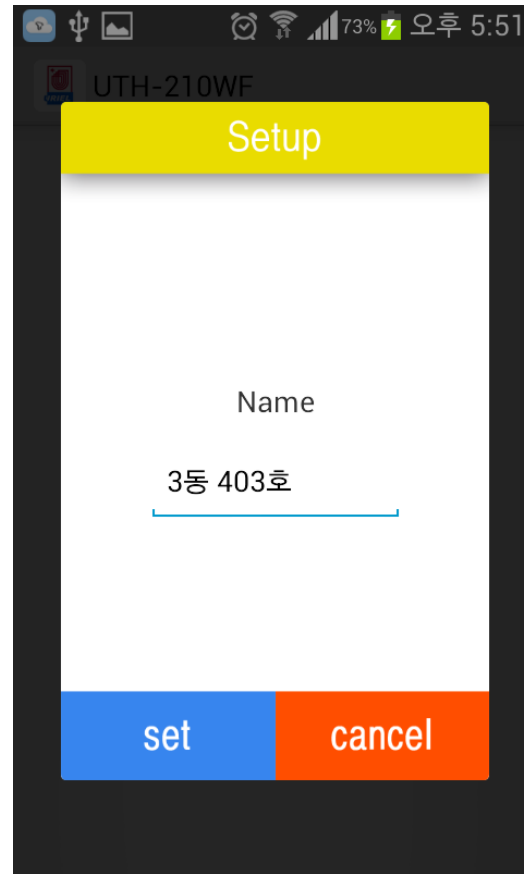 73% 오후 5:51
UTH-210WF
Setup
Name
3동 403호
set cancel